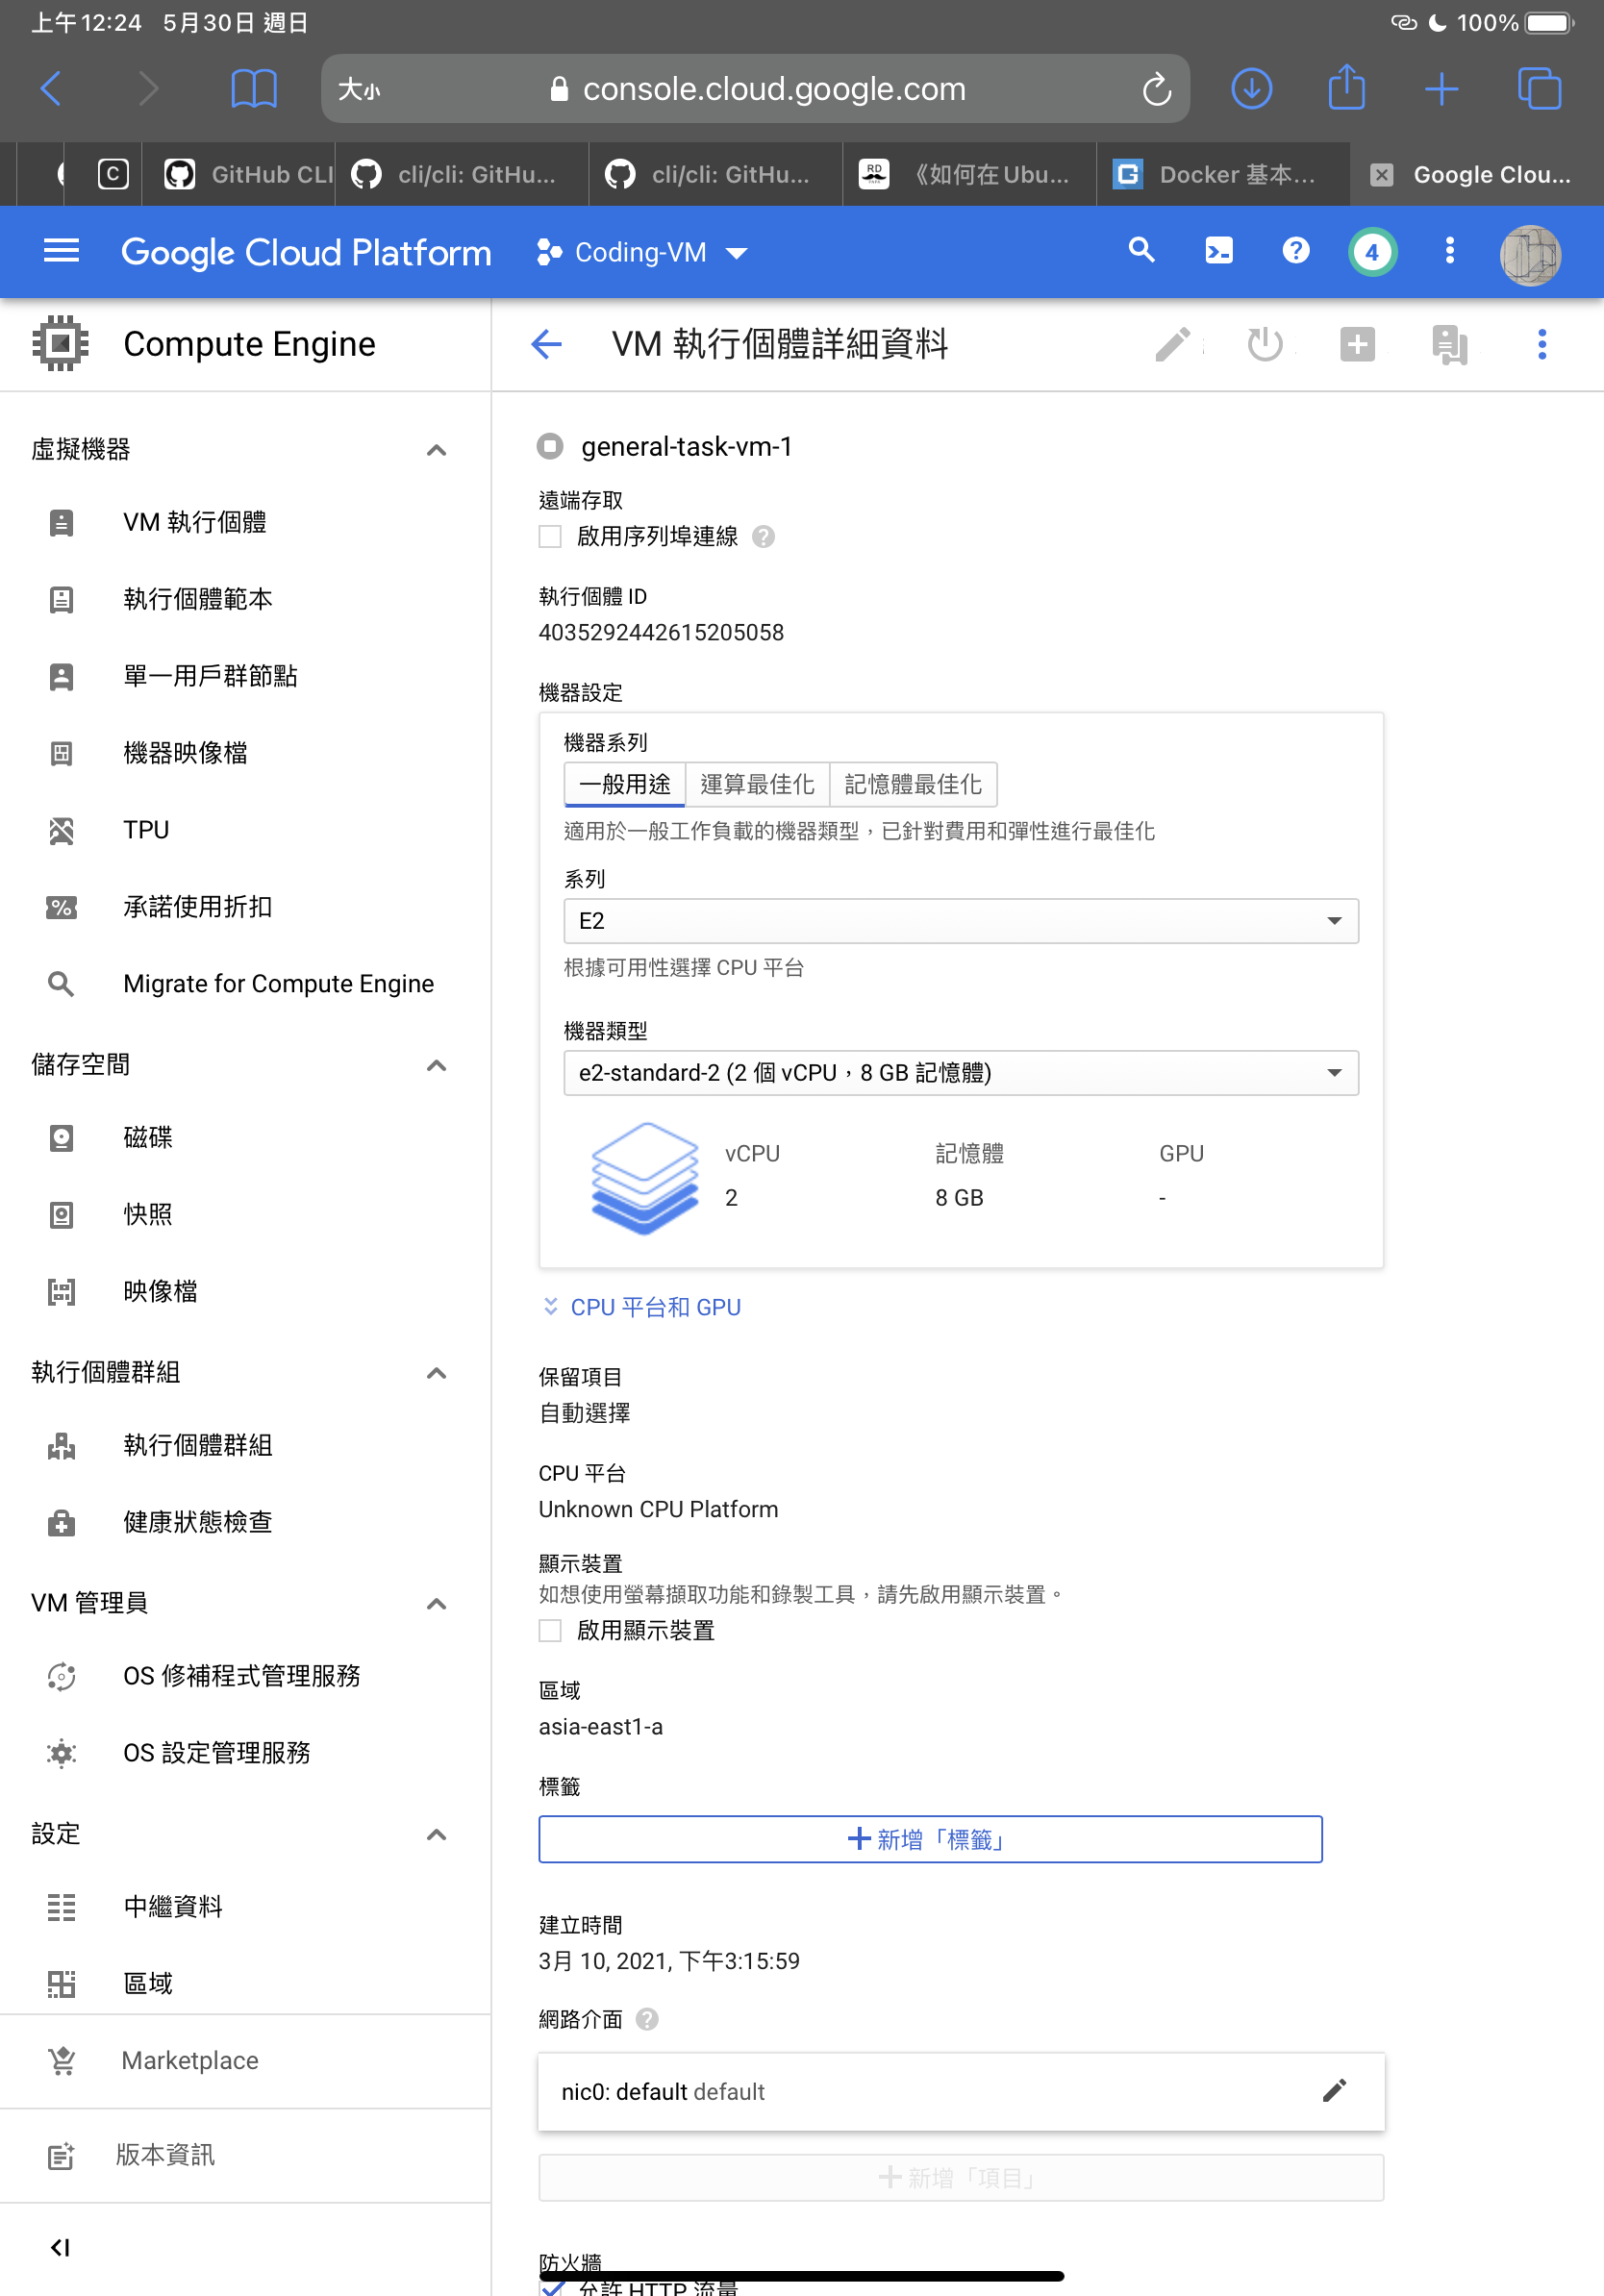 上午12:24 5月30日 週日
100%
大小 console.cloud.google.com
C GitHub CLI cli/cli: GitHu... cli/cli: GitHu... 《如何在Ubu... Docker 基本... Google Clou...
Google Cloud Platform Coding-VM 4
Compute Engine
VM 執行個體詳細資料
虛擬機器
VM 執行個體
執行個體範本
單一用戶群節點
機器映像檔
TPU
承諾使用折扣
Migrate for Compute Engine
儲存空間
磁碟
快照
映像檔
執行個體群組
執行個體群組
健康狀態檢查
VM 管理員
OS 修補程式管理服務
OS 設定管理服務
設定
中繼資料
區域
Marketplace
版本資訊
general-task-vm-1
遠端存取
啟用序列埠連線
執行個體 ID
4035292442615205058
機器設定
機器系列
一般用途 運算最佳化 記憶體最佳化
適用於一般工作負載的機器類型，已針對費用和彈性進行最佳化
系列
E2
根據可用性選擇 CPU 平台
機器類型
e2-standard-2 (2 個 vCPU，8 GB 記憶體)
vCPU 記憶體 GPU
2 8 GB -
CPU 平台和 GPU
保留項目
自動選擇
CPU 平台
Unknown CPU Platform
顯示裝置
如想使用螢幕擷取功能和錄製工具，請先啟用顯示裝置。
啟用顯示裝置
區域
asia-east1-a
標籤
新增「標籤」
建立時間
3月 10, 2021, 下午3:15:59
網路介面
nic0: default default
新增「項目」
防火牆
允許 HTTP 流量